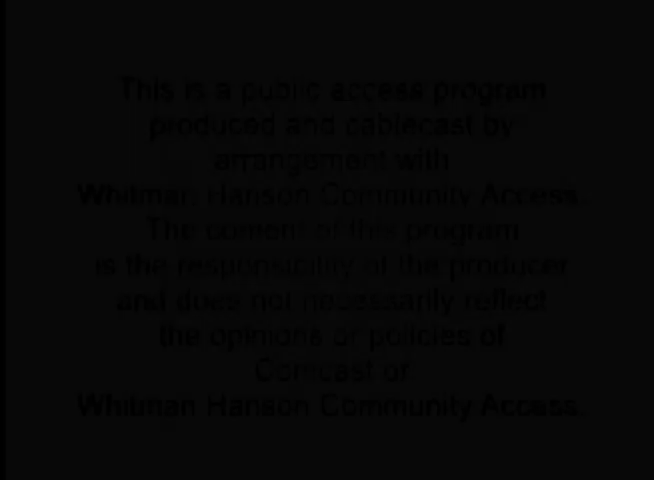 This is a public access program
produced and cablecast by
arrangement with
Whitman Hanson Community Access.
The content of this program
is the responsibility of the producer
and does not necessarily reflect
the opinions or policies of
Comcast or
Whitman Hanson Community Access.